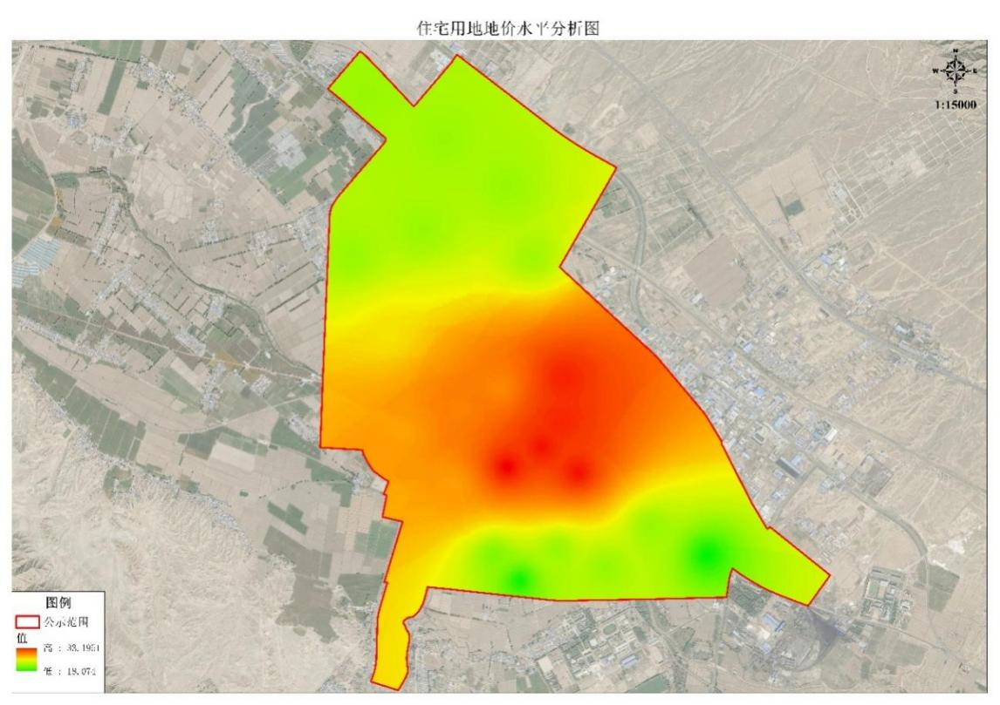 住宅用地地价水平分析图
N
W E
S
1:15000
图例
公示范围
值
高 : 33.1951
低 : 18.074